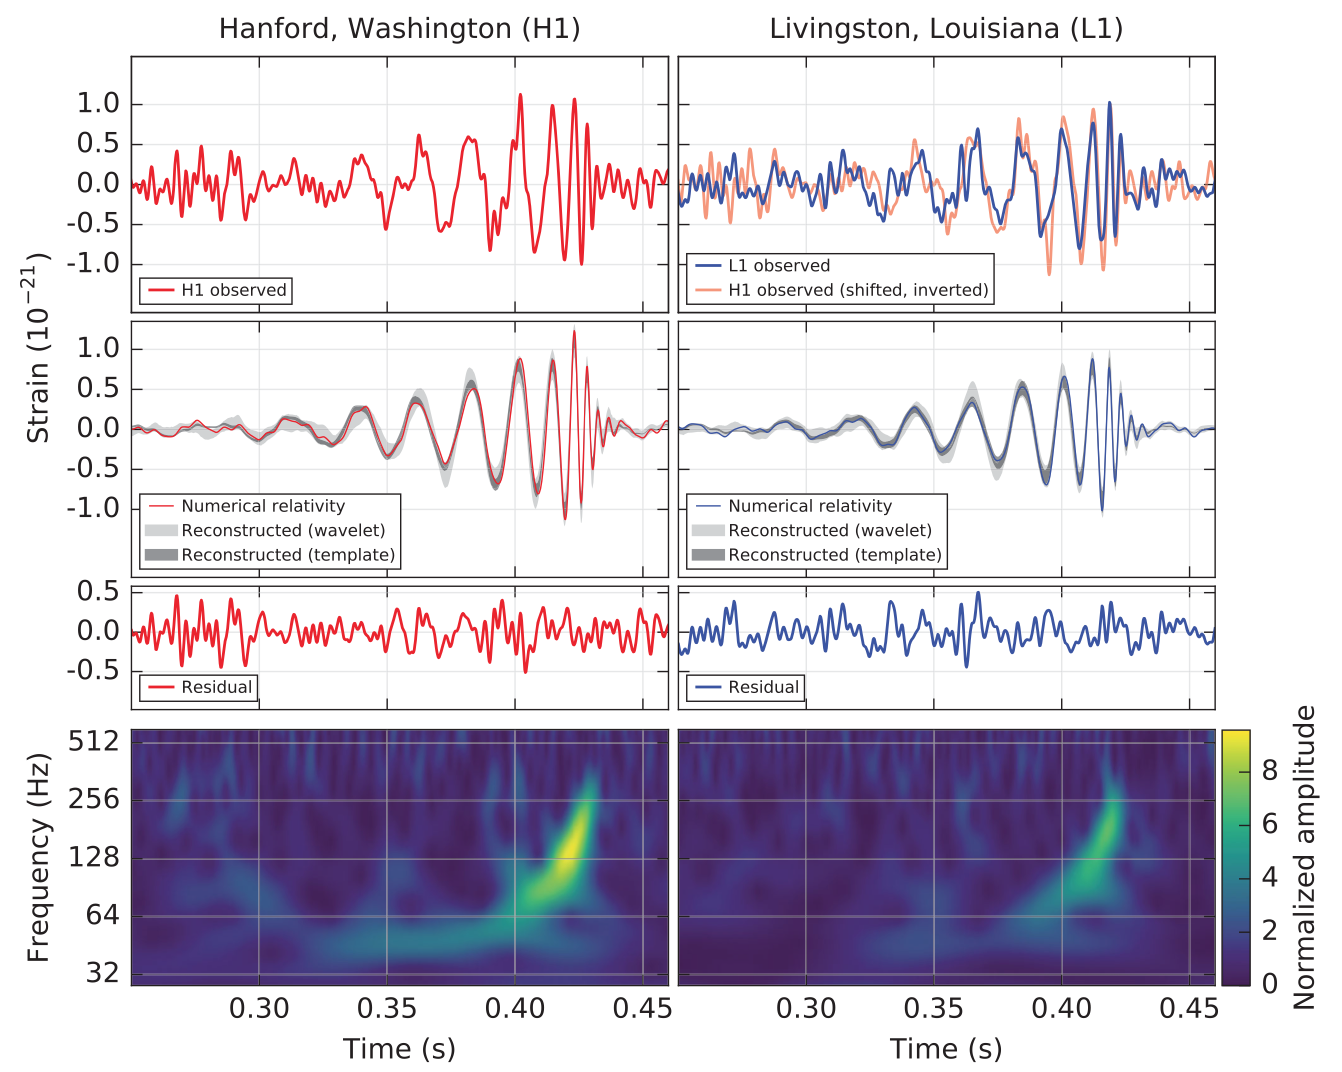 Hanford, Washington (H1)
Livingston, Louisiana (L1)
Strain (10⁻²¹)
1.0
0.5
0.0
-0.5
-1.0
H1 observed
L1 observed
H1 observed (shifted, inverted)
1.0
0.5
0.0
-0.5
-1.0
Numerical relativity
Reconstructed (wavelet)
Reconstructed (template)
Numerical relativity
Reconstructed (wavelet)
Reconstructed (template)
0.5
0.0
-0.5
Residual
Residual
Frequency (Hz)
512
256
128
64
32
0.30 0.35 0.40 0.45
Time (s)
0.30 0.35 0.40 0.45
Time (s)
8
6
4
2
0
Normalized amplitude